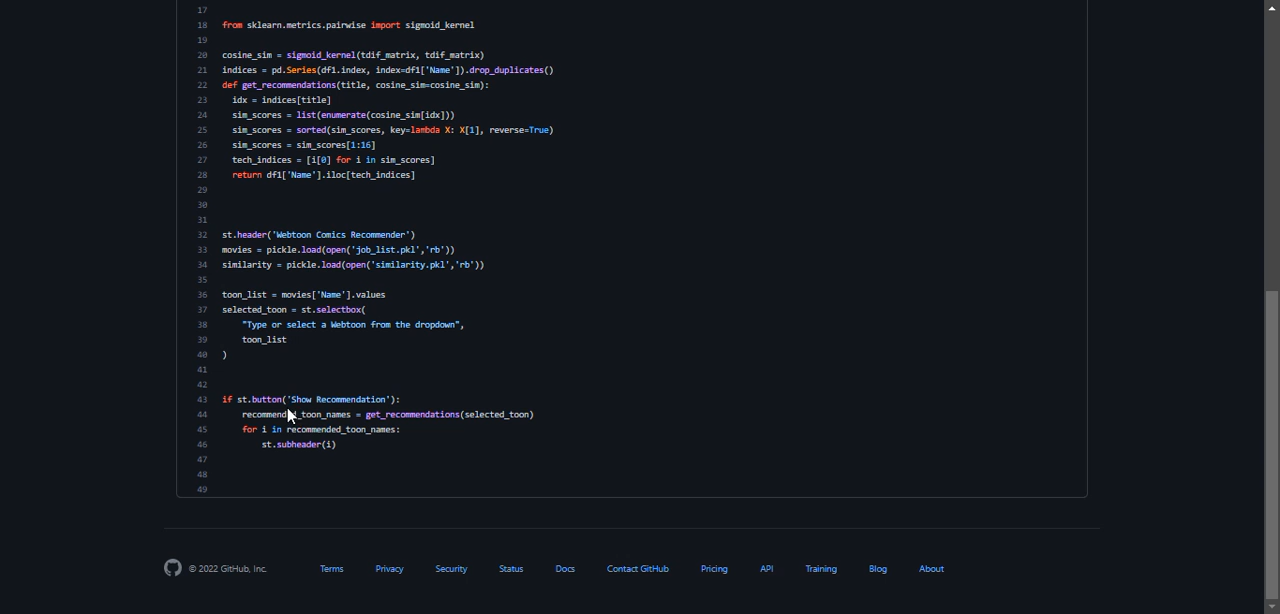 17
18 from sklearn.metrics.pairwise import sigmoid_kernel
19
20 cosine_sim = sigmoid_kernel(tdif_matrix, tdif_matrix)
21 indices = pd.Series(df1.index, index=df1['Name']).drop_duplicates()
22 def get_recommendations(title, cosine_sim=cosine_sim):
23 idx = indices[title]
24 sim_scores = list(enumerate(cosine_sim[idx]))
25 sim_scores = sorted(sim_scores, key=lambda X: X[1], reverse=True)
26 sim_scores = sim_scores[1:16]
27 tech_indices = [i[0] for i in sim_scores]
28 return df1['Name'].iloc[tech_indices]
29
30
31
32 st.header('Webtoon Comics Recommender')
33 movies = pickle.load(open('job_list.pkl','rb'))
34 similarity = pickle.load(open('similarity.pkl','rb'))
35
36 toon_list = movies['Name'].values
37 selected_toon = st.selectbox(
38 "Type or select a Webtoon from the dropdown",
39 toon_list
40 )
41
42
43 if st.button('Show Recommendation'):
44 recommended_toon_names = get_recommendations(selected_toon)
45 for i in recommended_toon_names:
46 st.subheader(i)
47
48
49
© 2022 GitHub, Inc. Terms Privacy Security Status Docs Contact GitHub Pricing API Training Blog About